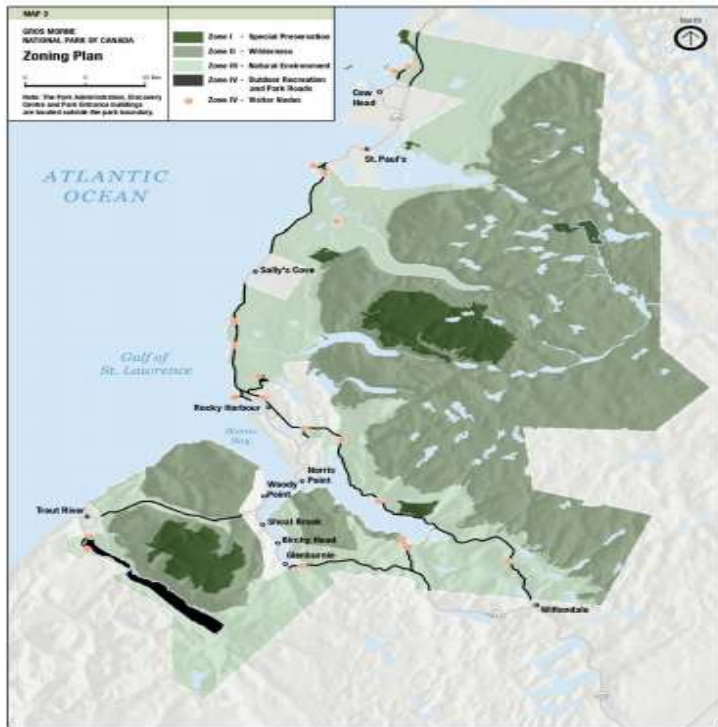 MAP 3
GROS MORNE
NATIONAL PARK OF CANADA
Zoning Plan
0
10 km
Note: The Park Administration, Discovery
Centre and Park Entrance buildings
are located outside the park boundary.
Zone I - Special Preservation
Zone II - Wilderness
Zone III - Natural Environment
Zone IV - Outdoor Recreation
and Park Roads
Zone IV - Visitor Nodes
North
Cow
Head
St. Paul's
ATLANTIC
OCEAN
Sally's Cove
Gulf of
St. Lawrence
Rocky Harbour
Bonne
Bay
Norris
Point
Woody
Point
Trout River
Shoal Brook
Birchy Head
Glenburnie
Wiltondale